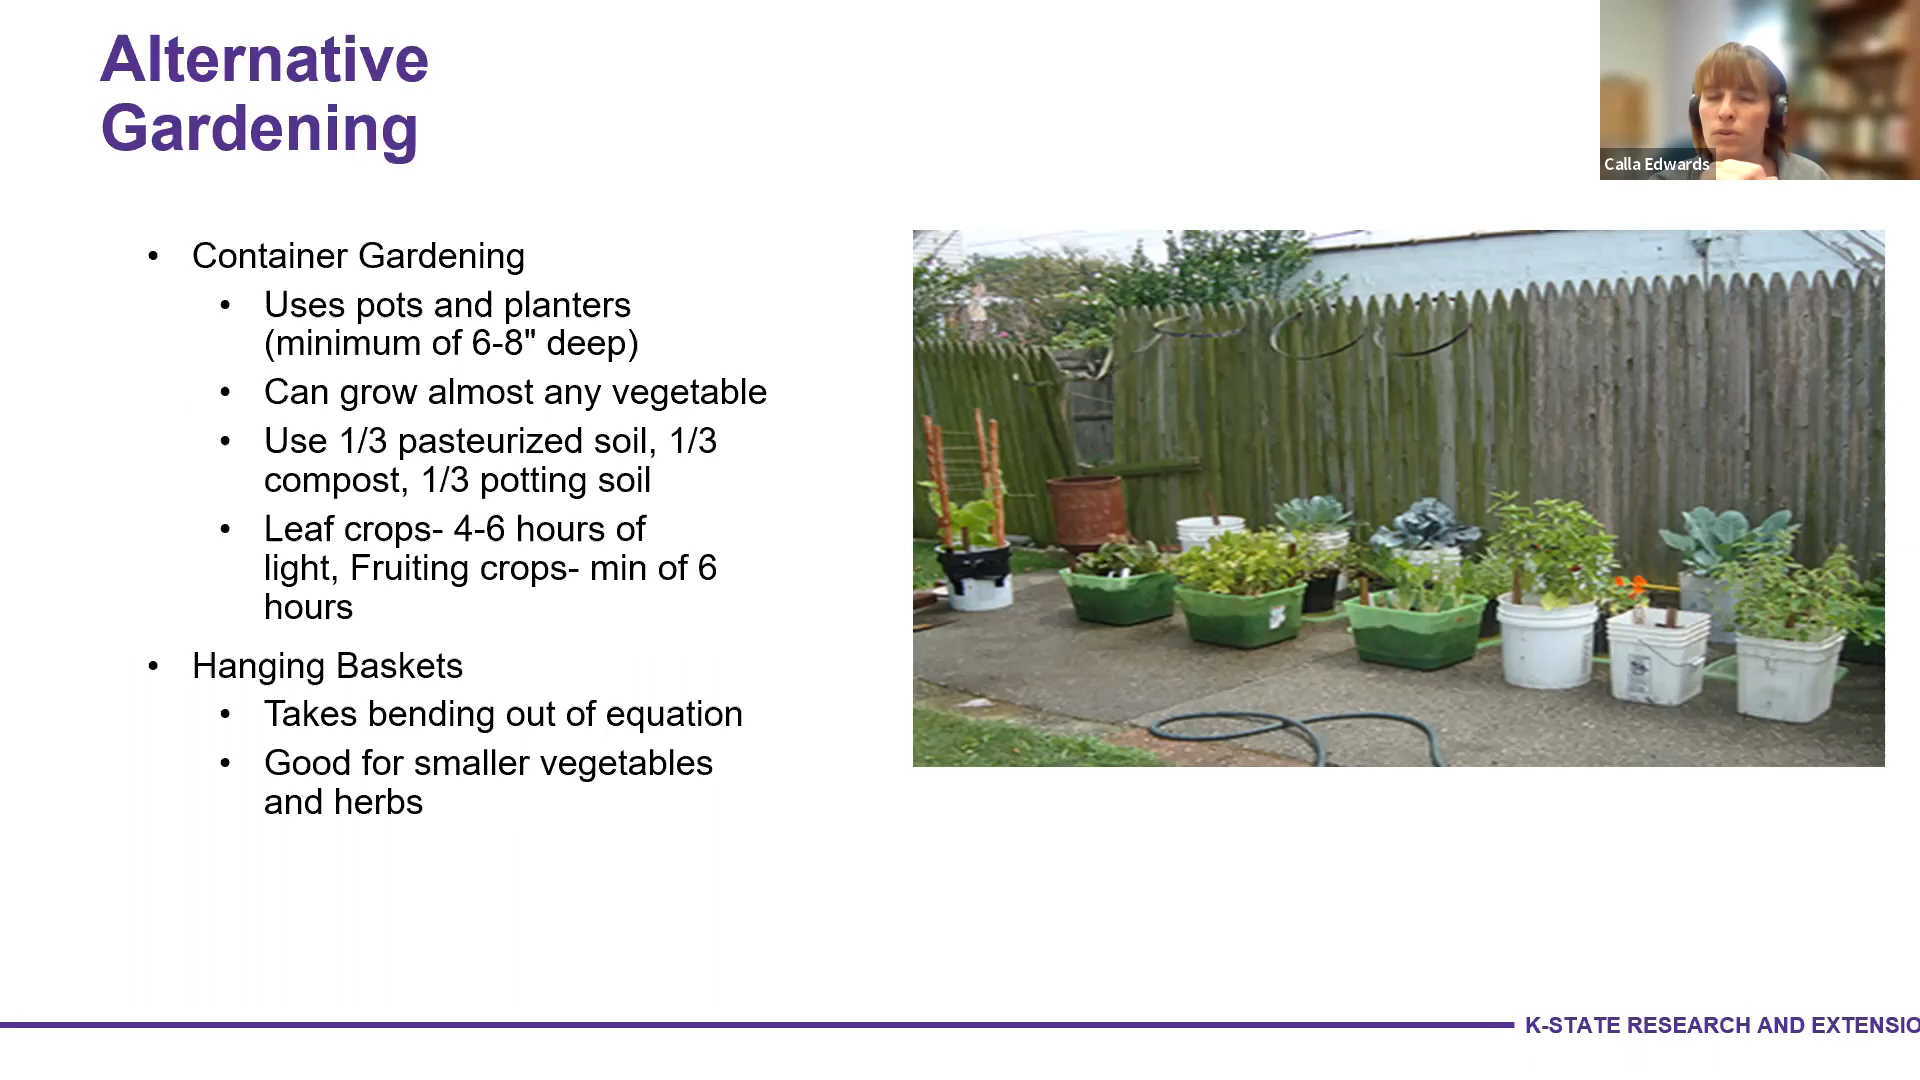 Alternative
Gardening
Calla Edwards
• Container Gardening
• Uses pots and planters
(minimum of 6-8" deep)
• Can grow almost any vegetable
• Use 1/3 pasteurized soil, 1/3
compost, 1/3 potting soil
• Leaf crops- 4-6 hours of
light, Fruiting crops- min of 6
hours
• Hanging Baskets
• Takes bending out of equation
• Good for smaller vegetables
and herbs
K-STATE RESEARCH AND EXTENSIO